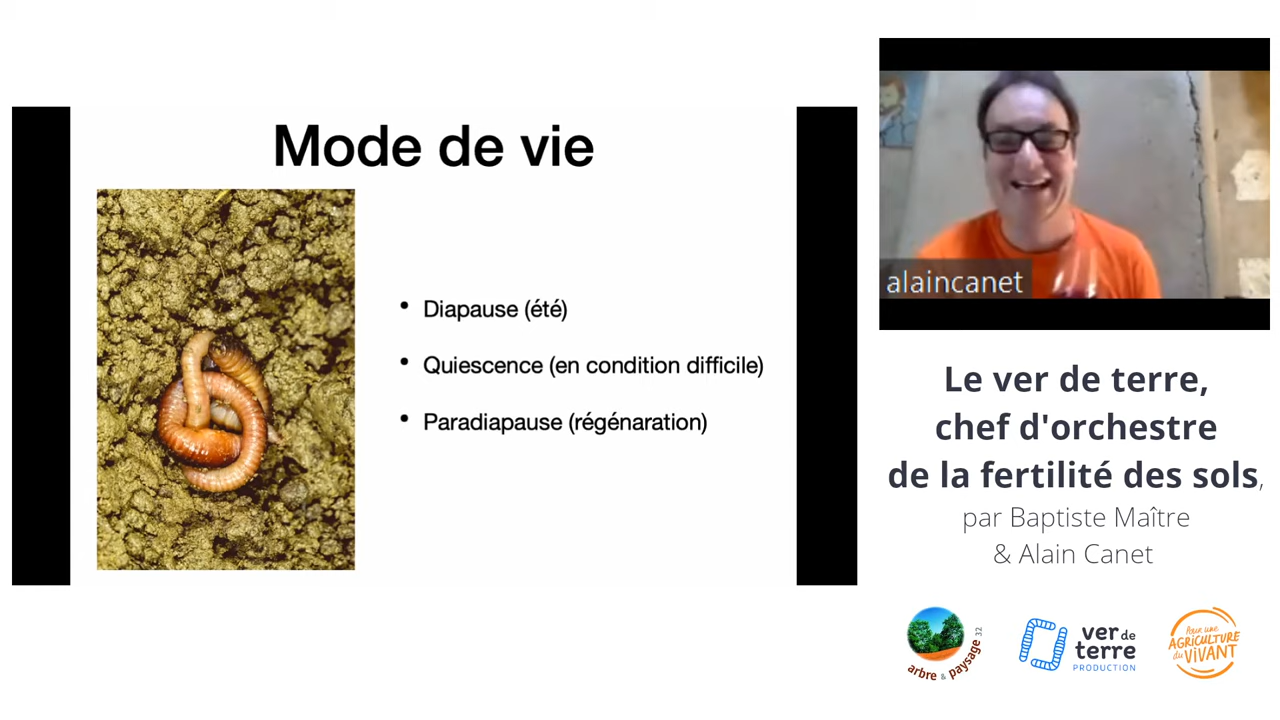 Mode de vie
• Diapause (été)
• Quiescence (en condition difficile)
• Paradiapause (régénaration)
alaincanet
Le ver de terre,
chef d'orchestre
de la fertilité des sols,
par Baptiste Maître
& Alain Canet
arbre & paysage 32
ver de
terre
PRODUCTION
Pour une
AGRICULTURE
du VIVANT